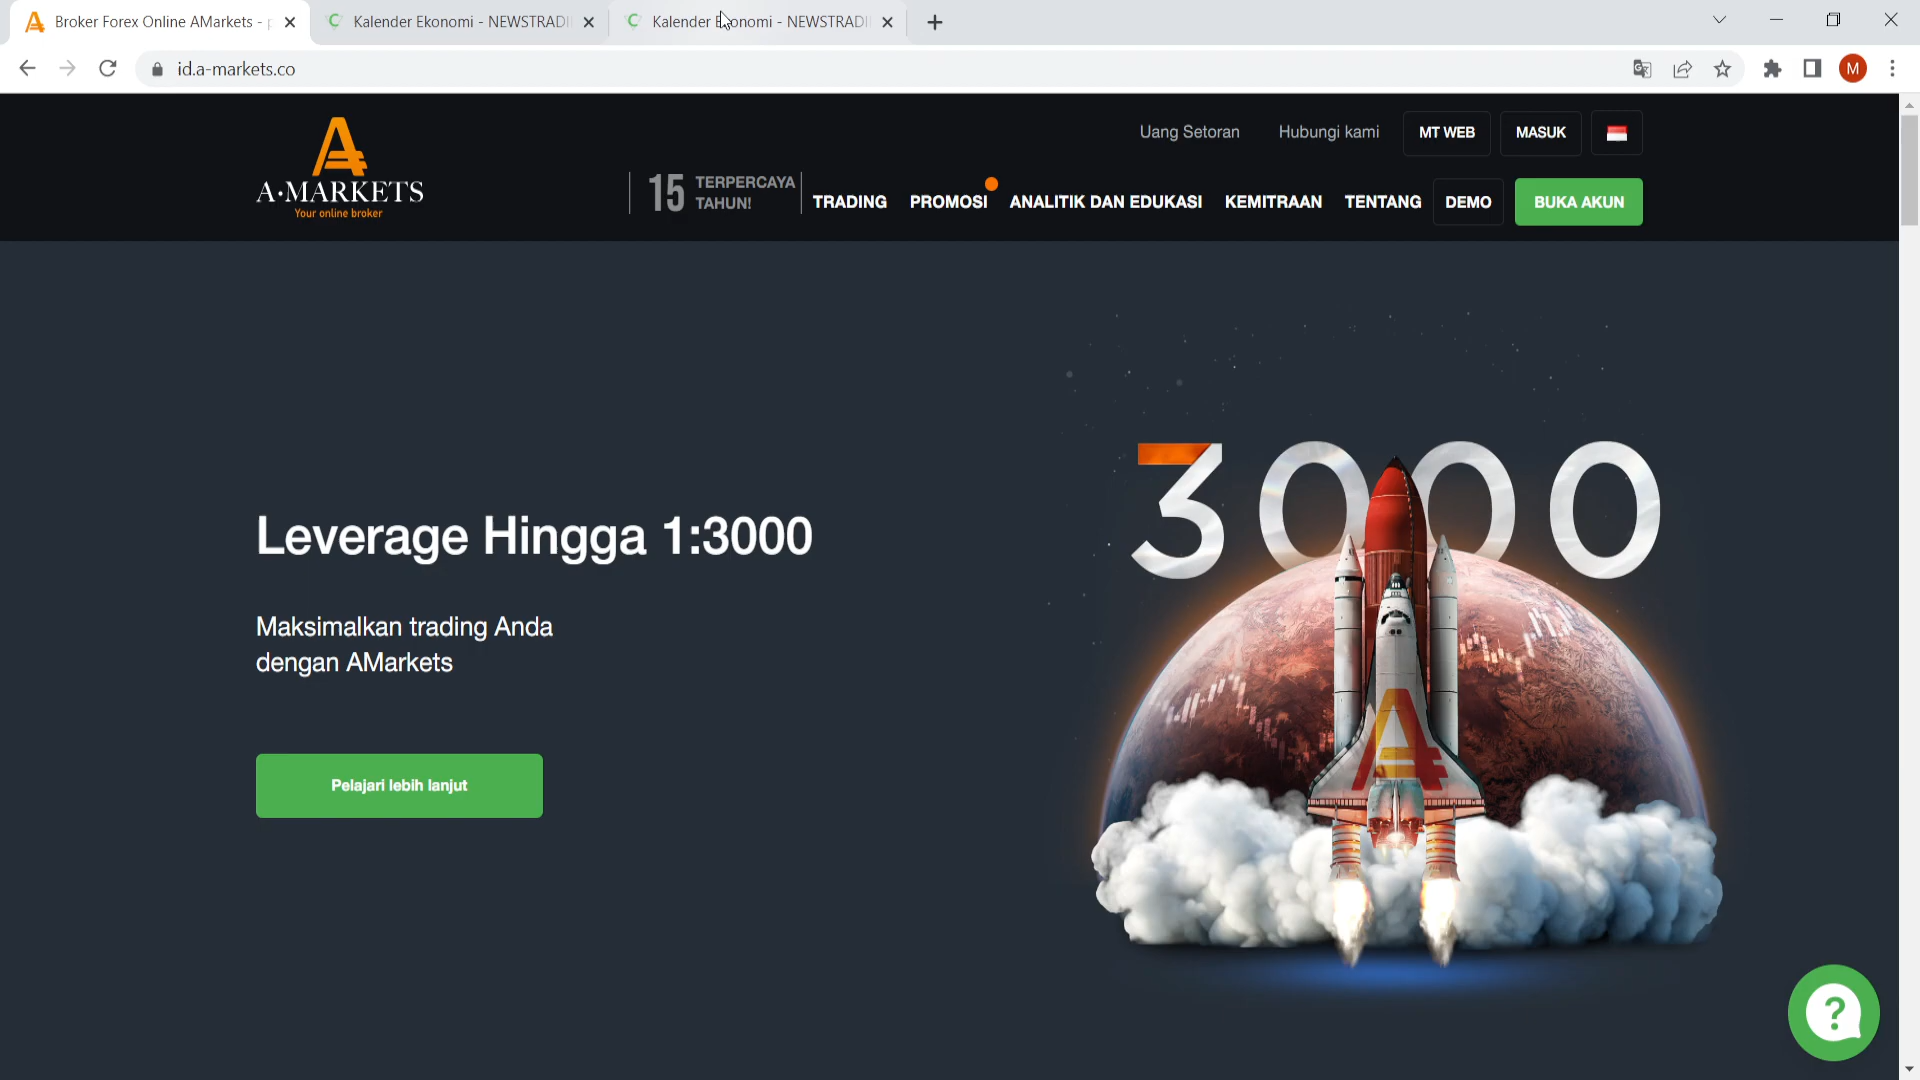 Broker Forex Online AMarkets -
Kalender Ekonomi - NEWSTRADI
Kalender Ekonomi - NEWSTRADI
id.a-markets.co
M
A·MARKETS
Your online broker
15 TERPERCAYA
TAHUN!
Uang Setoran
Hubungi kami
MT WEB
MASUK
TRADING
PROMOSI
ANALITIK DAN EDUKASI
KEMITRAAN
TENTANG
DEMO
BUKA AKUN
3000
Leverage Hingga 1:3000
Maksimalkan trading Anda
dengan AMarkets
Pelajari lebih lanjut
?